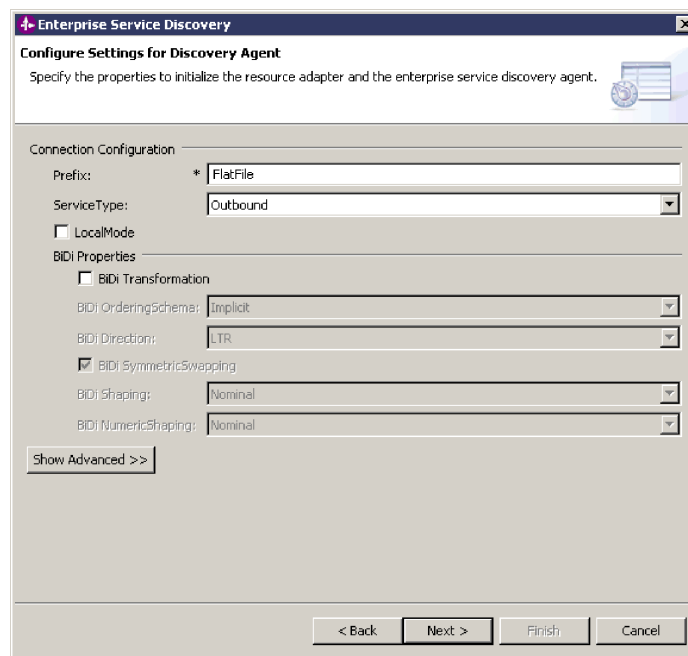 Enterprise Service Discovery
Configure Settings for Discovery Agent
Specify the properties to initialize the resource adapter and the enterprise service discovery agent.
Connection Configuration
Prefix: * FlatFile
ServiceType: Outbound
LocalMode
BiDi Properties
BiDi Transformation
BiDi OrderingSchema: Implicit
BiDi Direction: LTR
BiDi SymmetricSwapping
BiDi Shaping: Nominal
BiDi NumericShaping: Nominal
Show Advanced >>
< Back Next > Finish Cancel